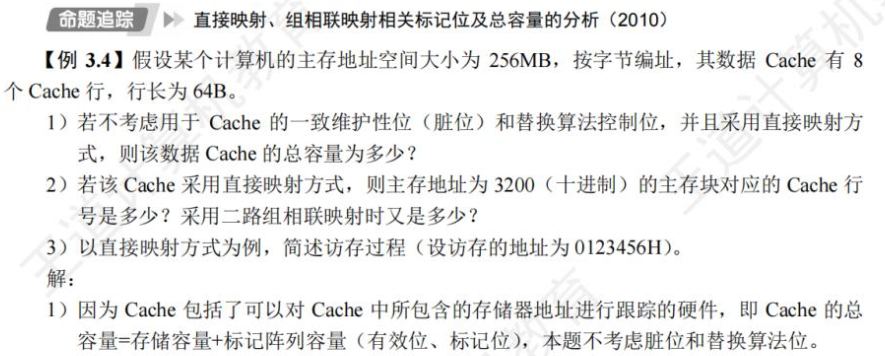 命题追踪 直接映射、组相联映射相关标记位及总容量的分析（2010）
【例 3.4】假设某个计算机的主存地址空间大小为 256MB，按字节编址，其数据 Cache 有 8
个 Cache 行，行长为 64B。
1）若不考虑用于 Cache 的一致维护性位（脏位）和替换算法控制位，并且采用直接映射方
式，则该数据 Cache 的总容量为多少？
2）若该 Cache 采用直接映射方式，则主存地址为 3200（十进制）的主存块对应的 Cache 行
号是多少？采用二路组相联映射时又是多少？
3）以直接映射方式为例，简述访存过程（设访存的地址为 0123456H）。
解：
1）因为 Cache 包括了可以对 Cache 中所包含的存储器地址进行跟踪的硬件，即 Cache 的总
容量=存储容量+标记阵列容量（有效位、标记位），本题不考虑脏位和替换算法位。